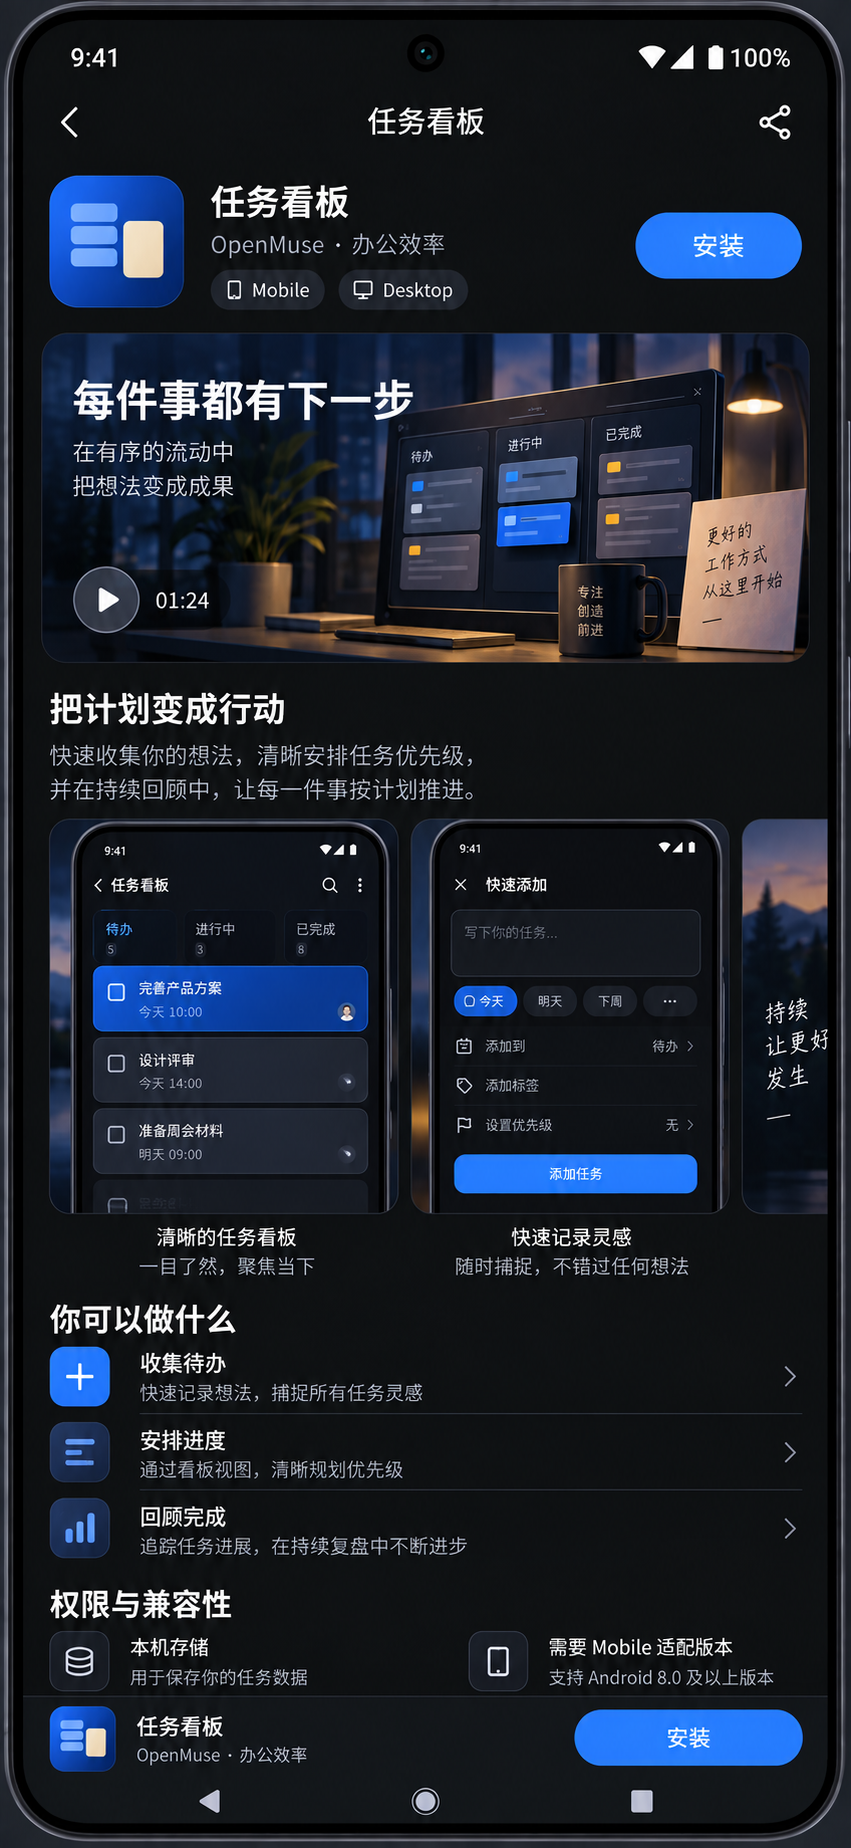 9:41
100%
任务看板
任务看板
OpenMuse · 办公效率
安装
Mobile
Desktop
每件事都有下一步
在有序的流动中
把想法变成成果
01:24
待办
进行中
已完成
专注
创造
前进
更好的
工作方式
从这里开始
把计划变成行动
快速收集你的想法，清晰安排任务优先级，
并在持续回顾中，让每一件事按计划推进。
9:41
任务看板
待办
5
进行中
3
已完成
8
完善产品方案
今天 10:00
设计评审
今天 14:00
准备周会材料
明天 09:00
清晰的任务看板
一目了然，聚焦当下
9:41
快速添加
写下你的任务...
今天
明天
下周
添加到
待办
添加标签
设置优先级
无
添加任务
快速记录灵感
随时捕捉，不错过任何想法
持续
让更好
发生
你可以做什么
收集待办
快速记录想法，捕捉所有任务灵感
安排进度
通过看板视图，清晰规划优先级
回顾完成
追踪任务进展，在持续复盘中不断进步
权限与兼容性
本机存储
用于保存你的任务数据
需要 Mobile 适配版本
支持 Android 8.0 及以上版本
任务看板
OpenMuse · 办公效率
安装